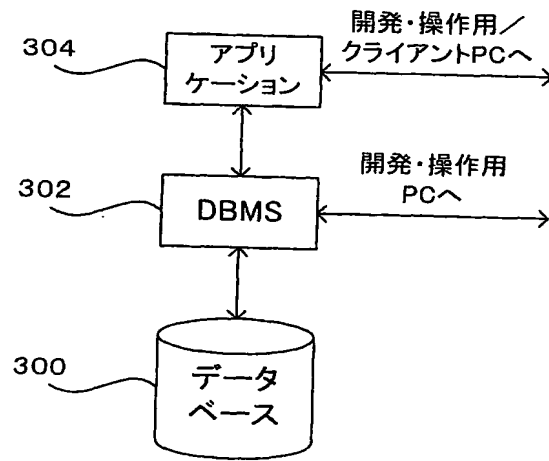 開発・操作用／
クライアントPCへ
304
アプリ
ケーション
開発・操作用
PCへ
302
DBMS
300
データ
ベース